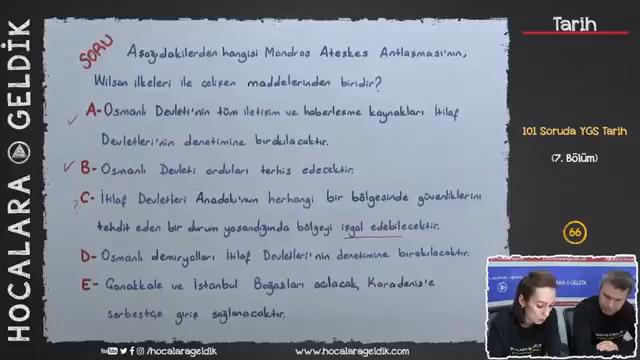 HOCALARA GELDİK
SORU
Aşağıdakilerden hangisi Mondros Ateşkes Antlaşması'nın,
Wilson ilkeleri ile çelişen maddelerinden biridir?
A- Osmanlı Devleti'nin tüm iletişim ve haberleşme kaynakları İtilaf
Devletleri'nin denetimine bırakılacaktır.
B- Osmanlı Devleti orduları terhis edecektir.
C- İtilaf Devletleri Anadolu'nun herhangi bir bölgesinde güvenliklerini
? tehdit eden bir durum yaşandığında bölgeyi işgal edebilecektir.
D- Osmanlı demiryolları İtilaf Devletleri'nin denetimine bırakılacaktır.
E- Çanakkale ve İstanbul Boğazları açılacak, Karadeniz'e
serbestçe giriş sağlanacaktır.
/hocalarageldik
www.hocalarageldik.com
Tarih
101 Soruda YGS Tarih
(7. Bölüm)
66